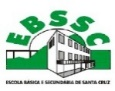 EBSSC
ESCOLA BÁSICA E SECUNDÁRIA DE SANTA CRUZ